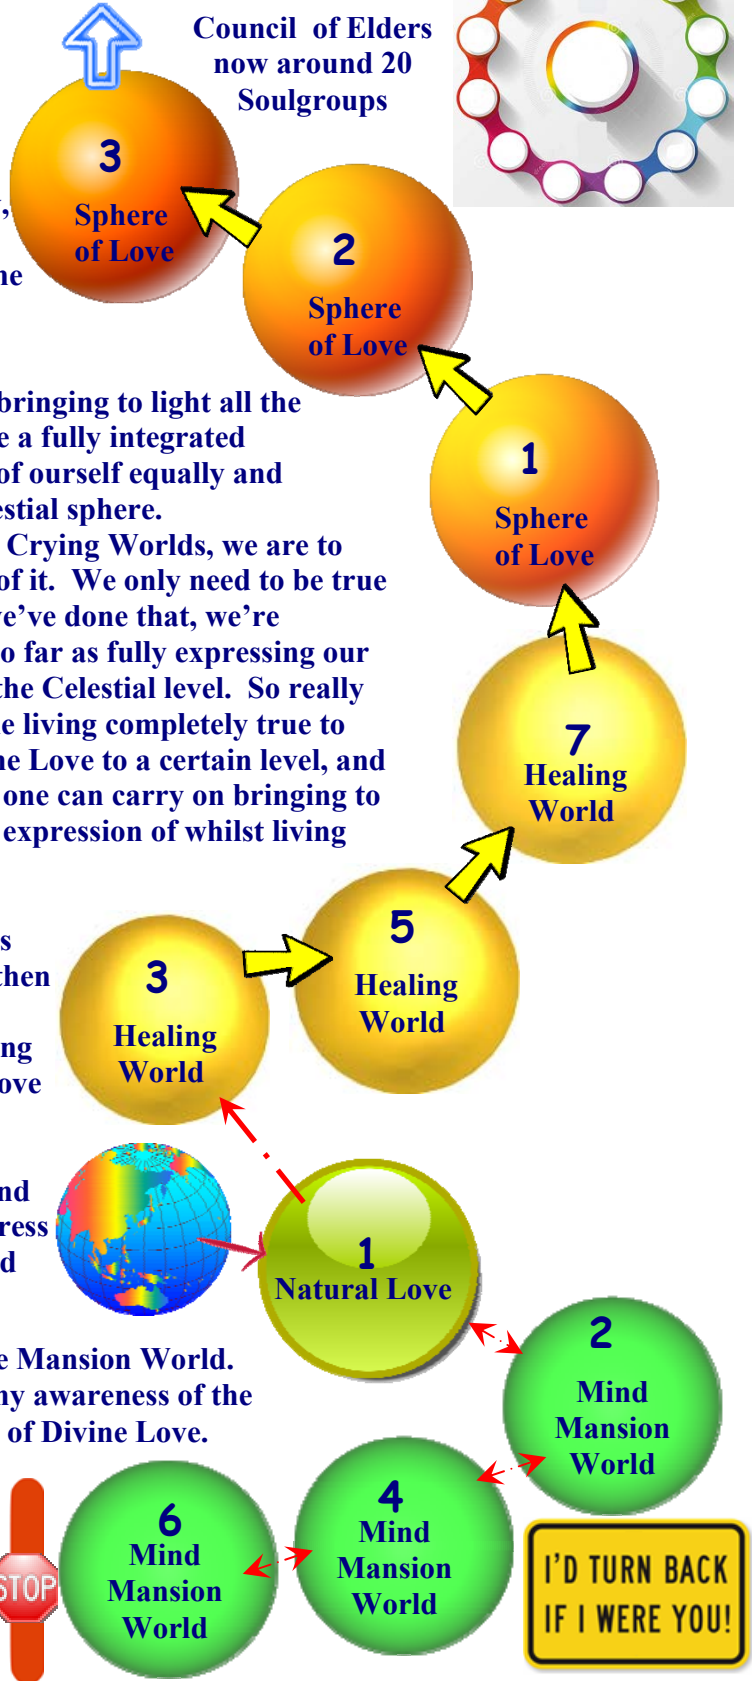 Council of Elders
now around 20
Soulgroups
3
Sphere
of Love
2
Sphere
of Love
bringing to light all the
a fully integrated
of ourself equally and
sphere.
Crying Worlds, we are to
of it. We only need to be true
we've done that, we're
so far as fully expressing our
the Celestial level. So really
living completely true to
Love to a certain level, and
one can carry on bringing to
expression of whilst living
1
Sphere
of Love
7
Healing
World
5
Healing
World
3
Healing
World
then
1
Natural Love
Mansion World.
awareness of the
of Divine Love.
2
Mind
Mansion
World
4
Mind
Mansion
World
6
Mind
Mansion
World
STOP
I'D TURN BACK
IF I WERE YOU!